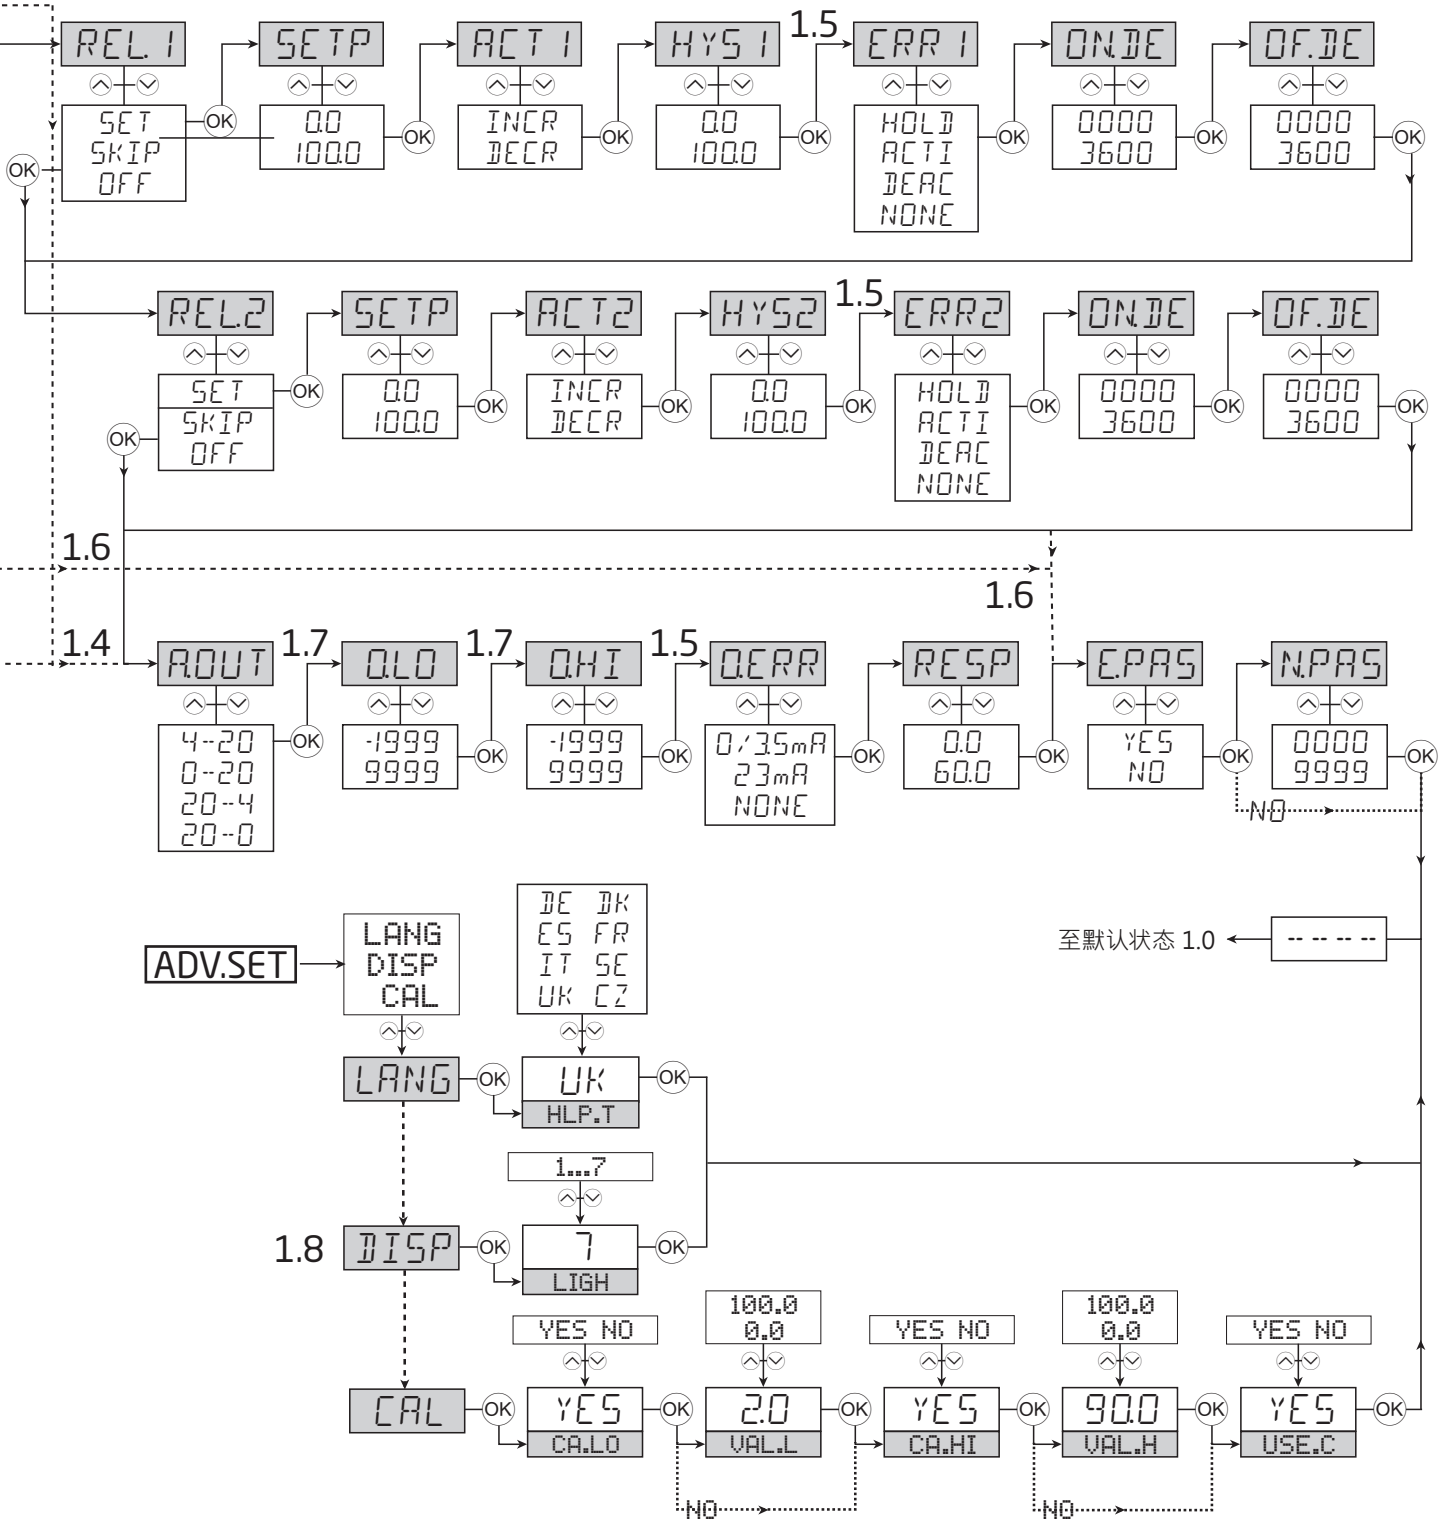 REL.1 SETP ACT1 HYS1 1.5 ERR1 ON.DE OF.DE
SET
SKIP
OFF
OK
OK
0.0
100.0
OK
INCR
DECR
OK
0.0
100.0
OK
HOLD
ACTI
DEAC
NONE
OK
0000
3600
OK
0000
3600
OK
REL.2 SETP ACT2 HYS2 1.5 ERR2 ON.DE OF.DE
SET
SKIP
OFF
OK
OK
0.0
100.0
OK
INCR
DECR
OK
0.0
100.0
OK
HOLD
ACTI
DEAC
NONE
OK
0000
3600
OK
0000
3600
OK
1.6
1.6
1.4 A.OUT 1.7 O.LO 1.7 O.HI 1.5 O.ERR RESP E.PAS N.PAS
4--20
0--20
20--4
20--0
OK
-1999
9999
OK
-1999
9999
OK
0/3.5mA
23mA
NONE
OK
0.0
60.0
OK
YES
NO
OK
0000
9999
OK
NO
至默认状态 1.0
-- -- -- --
ADV.SET
LANG
DISP
CAL
DE DK
ES FR
IT SE
UK CZ
LANG OK UK OK
HLP.T
1...7
1.8 DISP OK 7 OK
LIGH
YES NO
100.0
0.0
YES NO
100.0
0.0
YES NO
CAL OK YES OK 2.0 OK YES OK 90.0 OK YES OK
CA.LO VAL.L CA.HI VAL.H USE.C
NO NO